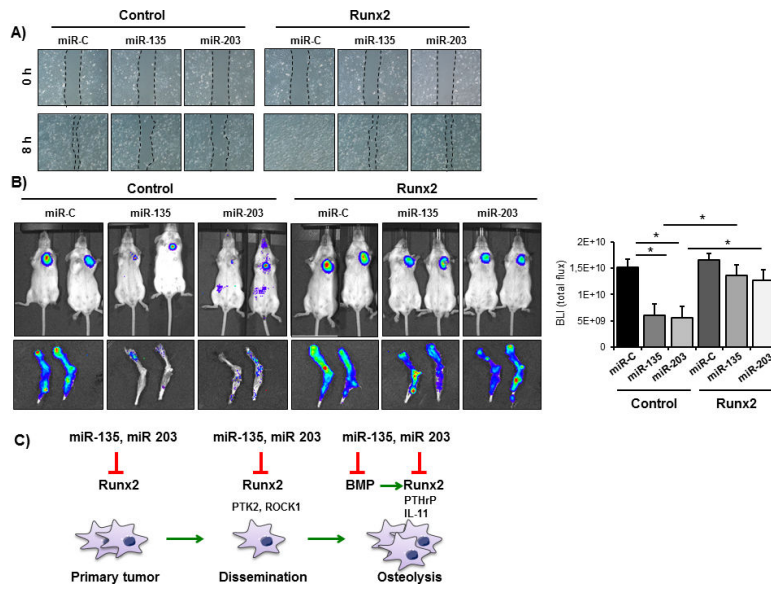 Control Runx2
A) miR-C miR-135 miR-203 miR-C miR-135 miR-203
0 h
8 h
B) Control Runx2
miR-C miR-135 miR-203 miR-C miR-135 miR-203
BLI (total flux)
2E+10
1,5E+10
1E+10
5E+09
0
* * * *
miR-C miR-135 miR-203 miR-C miR-135 miR-203
Control Runx2
C) miR-135, miR 203 miR-135, miR 203 miR-135, miR 203
Runx2 Runx2 BMP Runx2
PTK2, ROCK1 PTHrP
IL-11
Primary tumor Dissemination Osteolysis